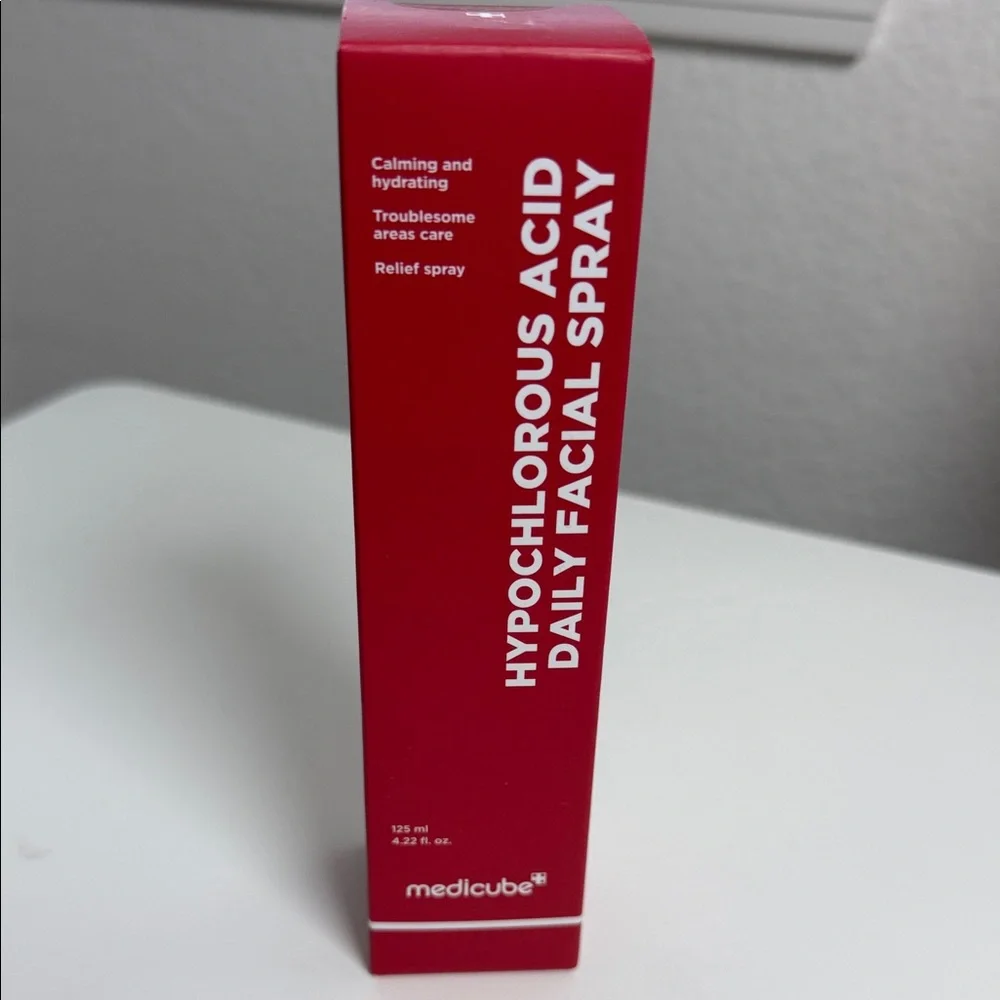 Calming and
hydrating
Troublesome
areas care
Relief spray
HYPOCHLOROUS ACID
DAILY FACIAL SPRAY
125 ml
4.22 fl. oz.
medicube